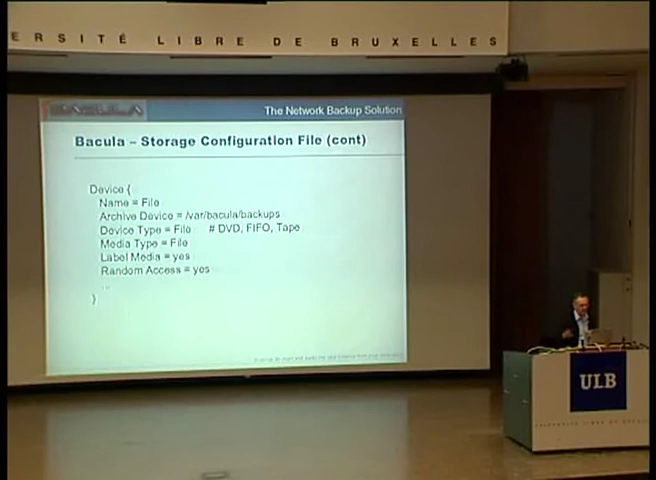 ERSITÉ LIBRE DE BRUXELLES
The Network Backup Solution
Bacula – Storage Configuration File (cont)
Device {
Name = File
Archive Device = /var/bacula/backups
Device Type = File # DVD, FIFO, Tape
Media Type = File
Label Media = yes
Random Access = yes
...
}
ULB